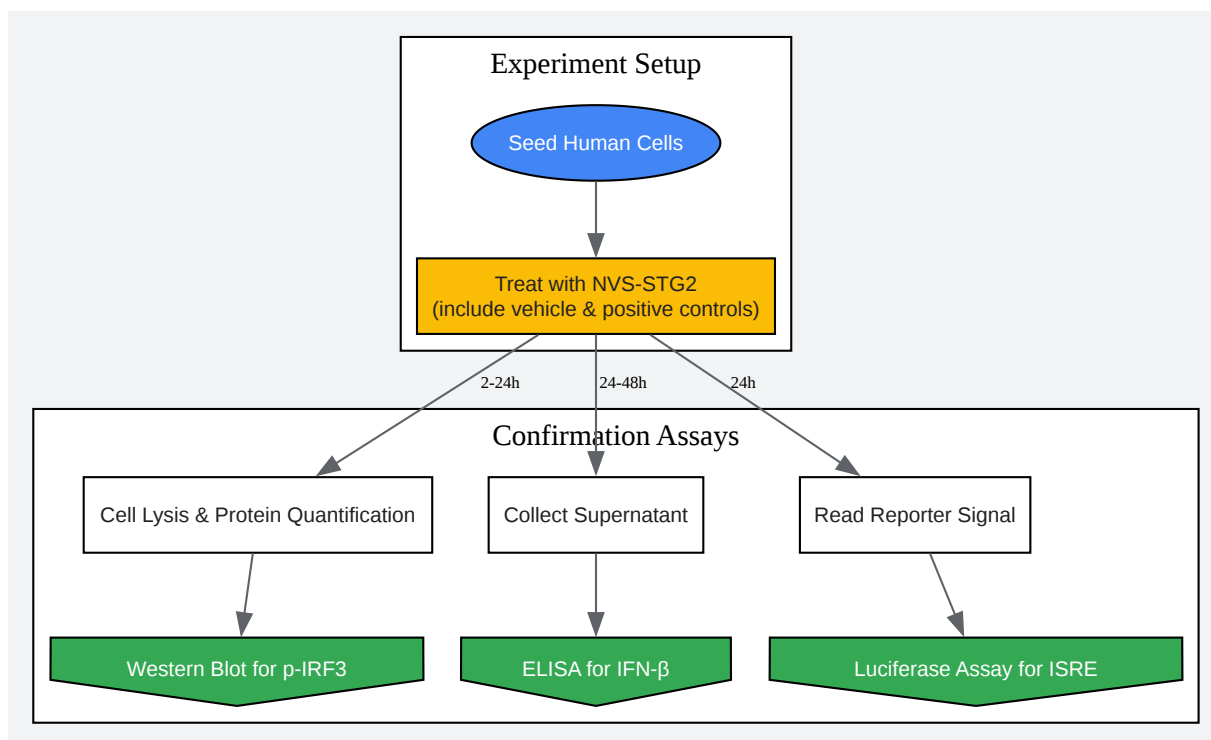 Experiment Setup
Seed Human Cells
Treat with NVS-STG2
(include vehicle & positive controls)
2-24h
24-48h
24h
Confirmation Assays
Cell Lysis & Protein Quantification
Collect Supernatant
Read Reporter Signal
Western Blot for p-IRF3
ELISA for IFN-β
Luciferase Assay for ISRE